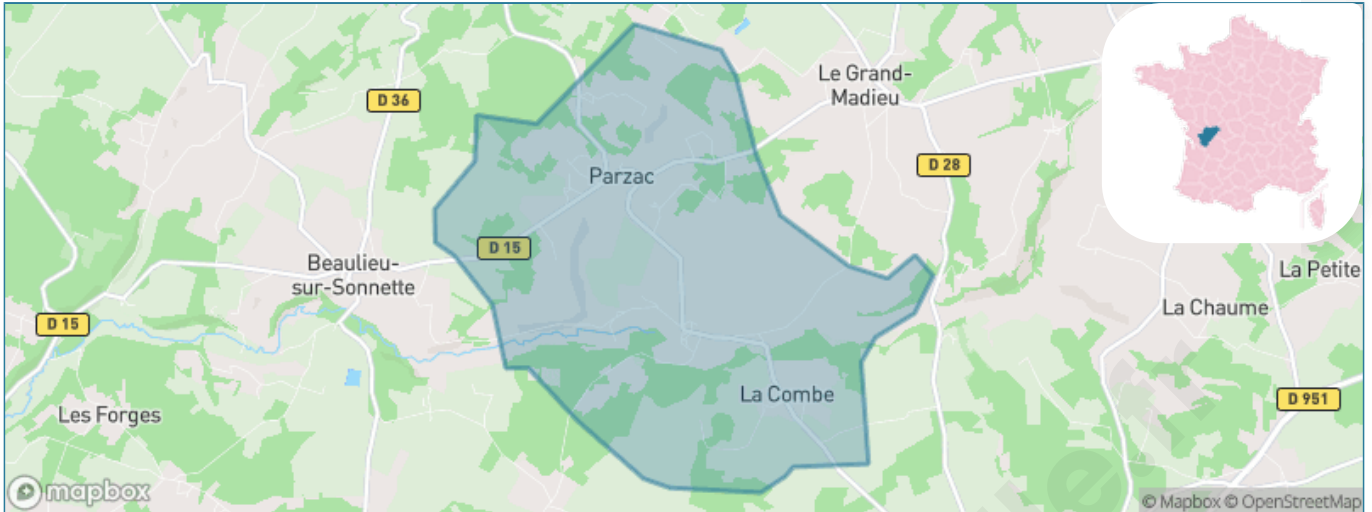 Le Grand-
Madieu
D 36
D 28
Parzac
D 15
Beaulieu-
sur-Sonnette
La Petite
La Chaume
D 15
La Combe
D 951
Les Forges
mapbox
© Mapbox © OpenStreetMap